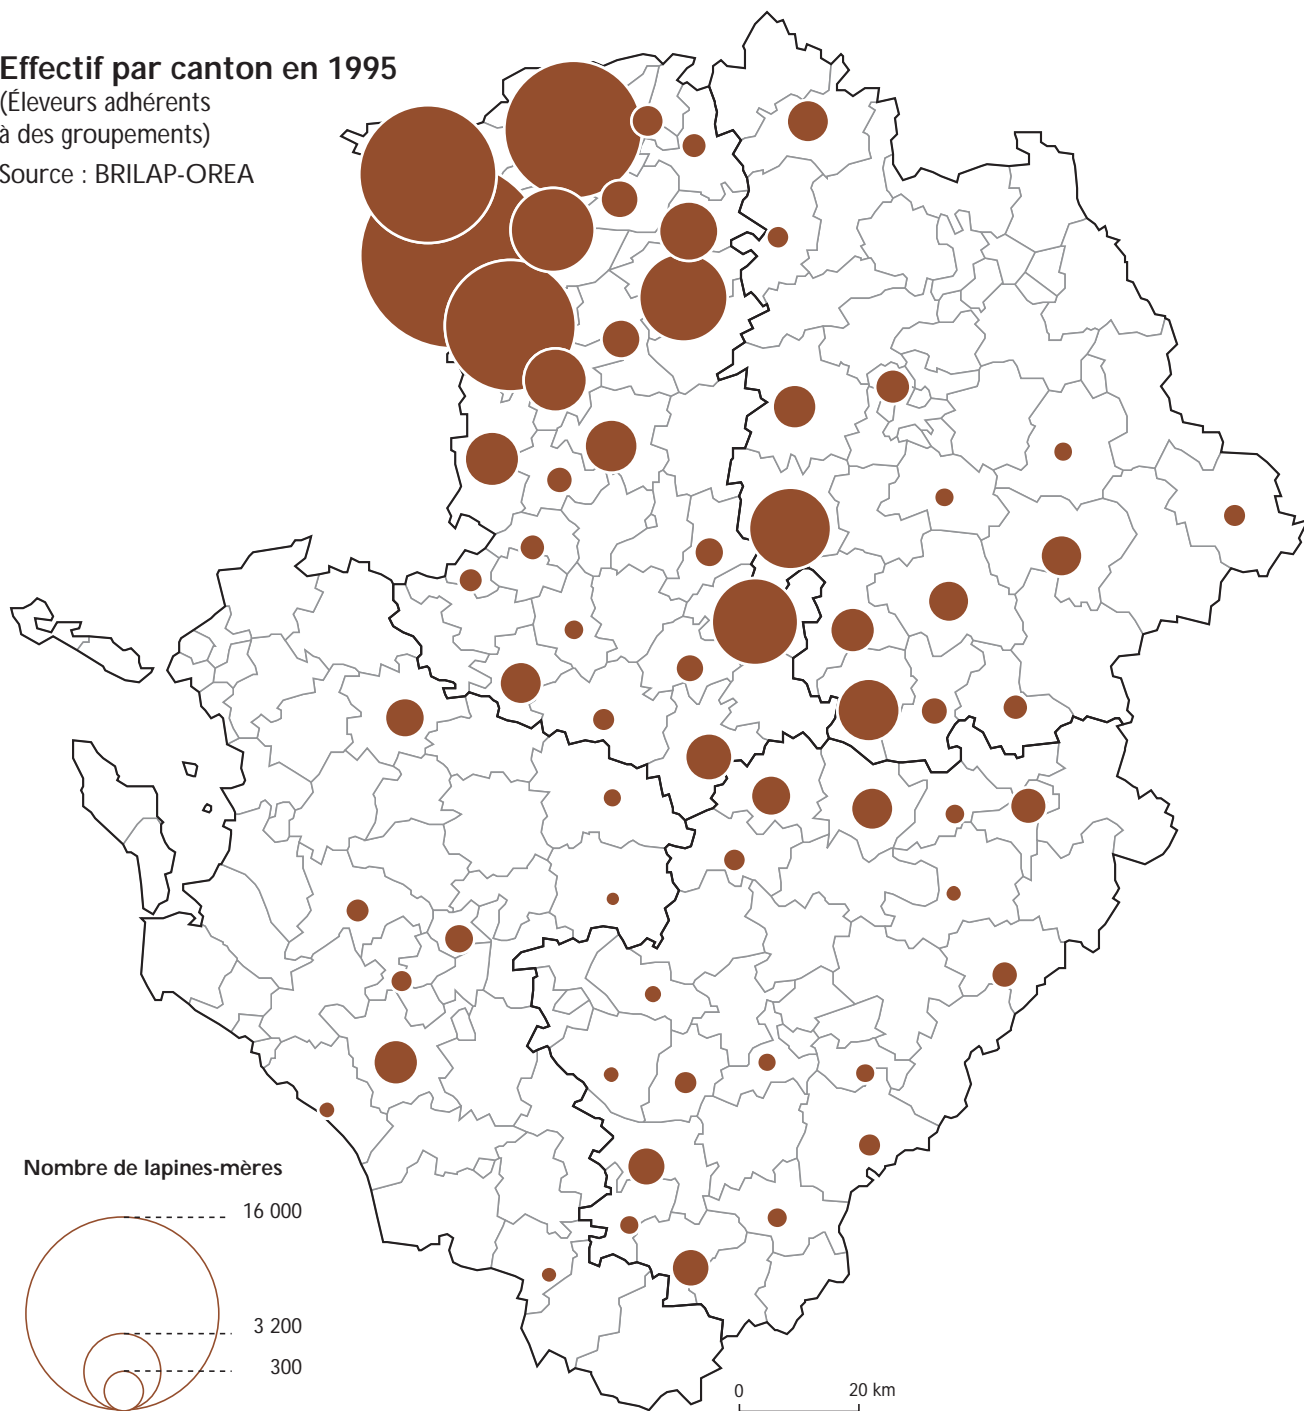 Effectif par canton en 1995
(Éleveurs adhérents
à des groupements)
Source : BRILAP-OREA
Nombre de lapines-mères
16 000
3 200
300
0 20 km